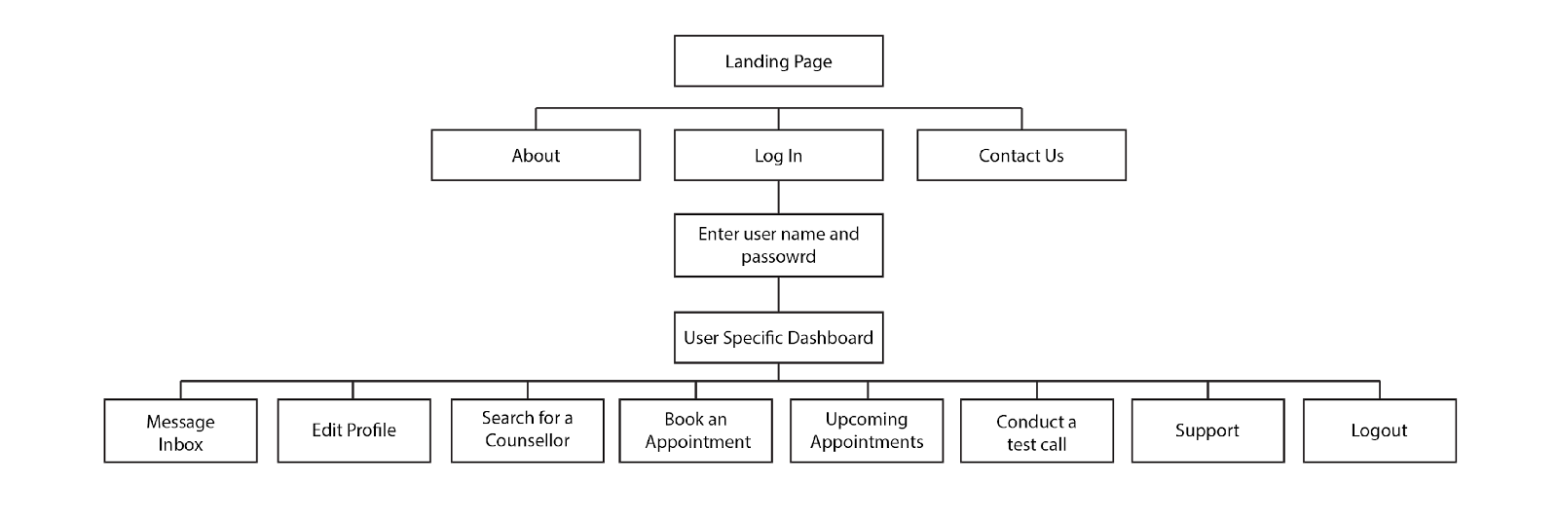 Landing Page
About
Log In
Contact Us
Enter user name and
passowrd
User Specific Dashboard
Message
Inbox
Edit Profile
Search for a
Counsellor
Book an
Appointment
Upcoming
Appointments
Conduct a
test call
Support
Logout